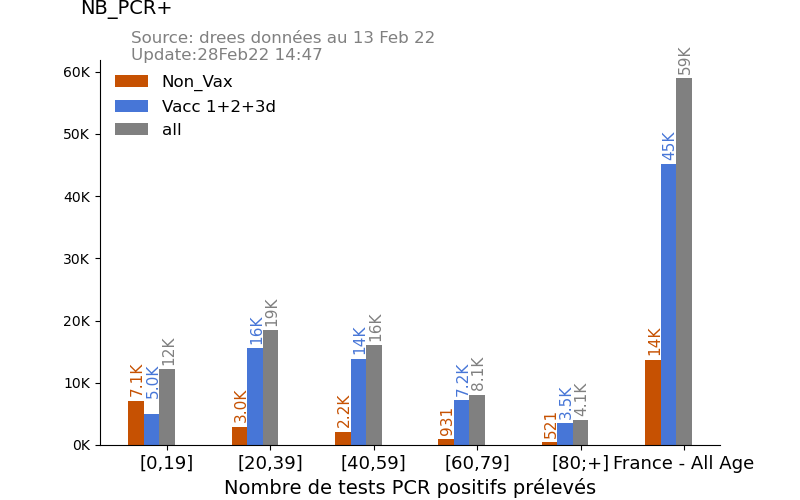 NB_PCR+
Source: drees données au 13 Feb 22
Update:28Feb22 14:47
Non_Vax
Vacc 1+2+3d
all
60K
50K
40K
30K
20K
10K
0K
7.1K
5.0K
12K
3.0K
16K
19K
2.2K
14K
16K
931
7.2K
8.1K
521
3.5K
4.1K
14K
45K
59K
[0,19] [20,39] [40,59] [60,79] [80;+] France - All Age
Nombre de tests PCR positifs prélevés